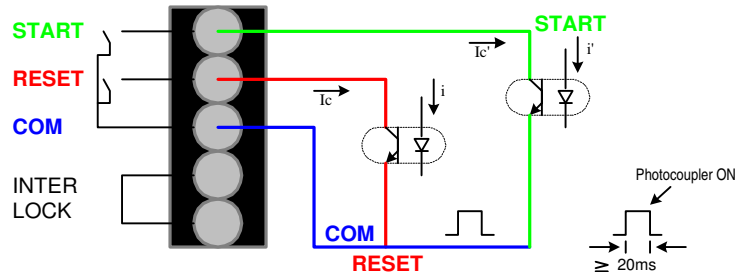 START
RESET
COM
INTER
LOCK
START
Ic'
i'
Ic
i
COM
RESET
Photocoupler ON
≥ 20ms